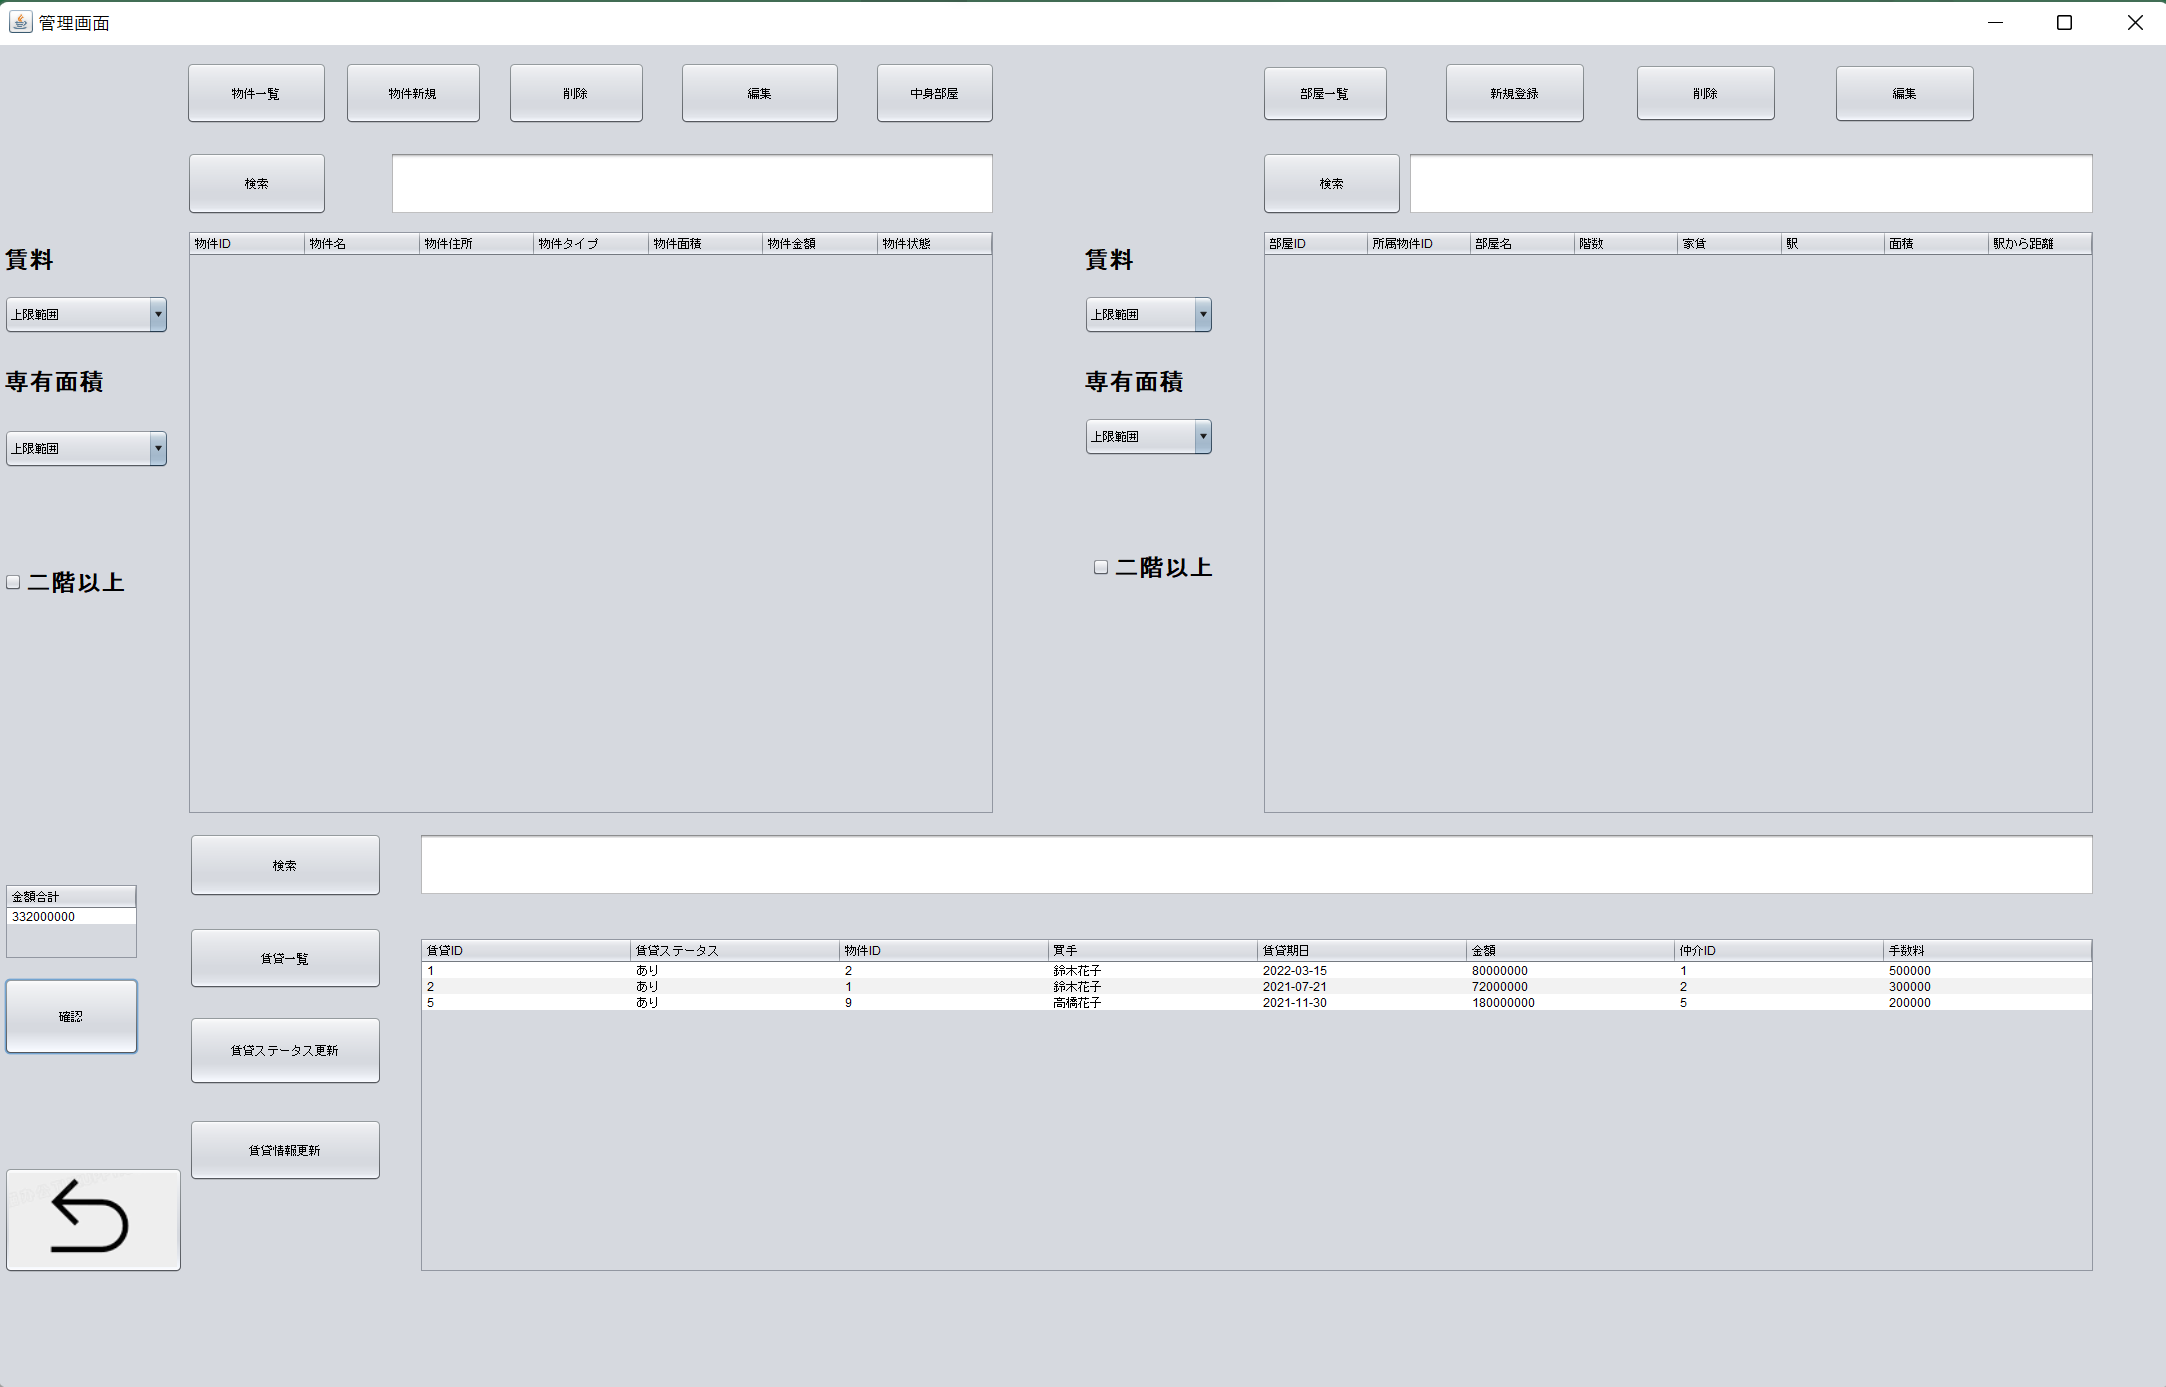 管理画面
物件一覧 物件新規 削除 編集 中身部屋 部屋一覧 新規登録 削除 編集
検索 検索
賃料 物件ID 物件名 物件住所 物件タイプ 物件面積 物件金額 物件状態 賃料 部屋ID 所属物件ID 部屋名 階数 家賃 駅 面積 駅から距離
上限範囲 上限範囲
専有面積 専有面積
上限範囲 上限範囲
二階以上 二階以上
検索
金額合計
332000000
賃貸一覧
賃貸ID 賃貸ステータス 物件ID 買手 賃貸期日 金額 仲介ID 手数料
1 あり 2 鈴木花子 2022-03-15 80000000 1 500000
2 あり 1 鈴木花子 2021-07-21 72000000 2 300000
5 あり 9 高橋花子 2021-11-30 180000000 5 200000
確認
賃貸ステータス更新
賃貸情報更新